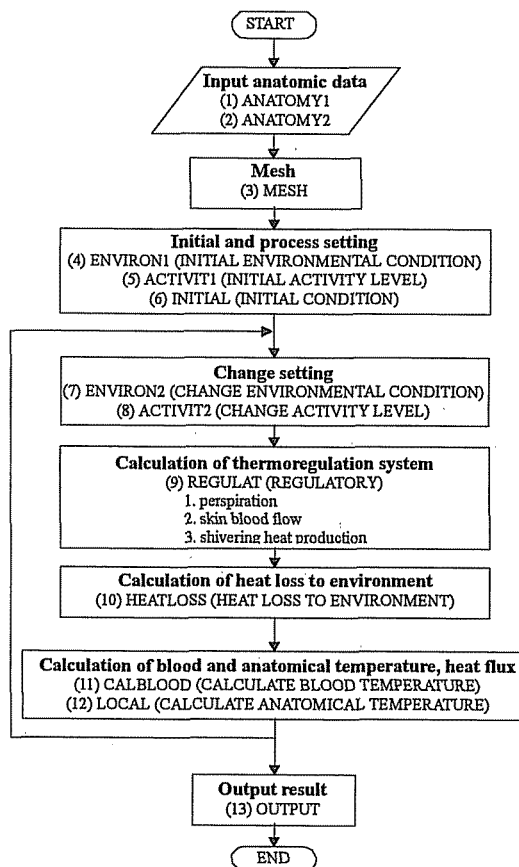 START
Input anatomic data
(1) ANATOMY1
(2) ANATOMY2
Mesh
(3) MESH
Initial and process setting
(4) ENVIRON1 (INITIAL ENVIRONMENTAL CONDITION)
(5) ACTIVIT1 (INITIAL ACTIVITY LEVEL)
(6) INITIAL (INITIAL CONDITION)
Change setting
(7) ENVIRON2 (CHANGE ENVIRONMENTAL CONDITION)
(8) ACTIVIT2 (CHANGE ACTIVITY LEVEL)
Calculation of thermoregulation system
(9) REGULAT (REGULATORY)
1. perspiration
2. skin blood flow
3. shivering heat production
Calculation of heat loss to environment
(10) HEATLOSS (HEAT LOSS TO ENVIRONMENT)
Calculation of blood and anatomical temperature, heat flux
(11) CALBLOOD (CALCULATE BLOOD TEMPERATURE)
(12) LOCAL (CALCULATE ANATOMICAL TEMPERATURE)
Output result
(13) OUTPUT
END